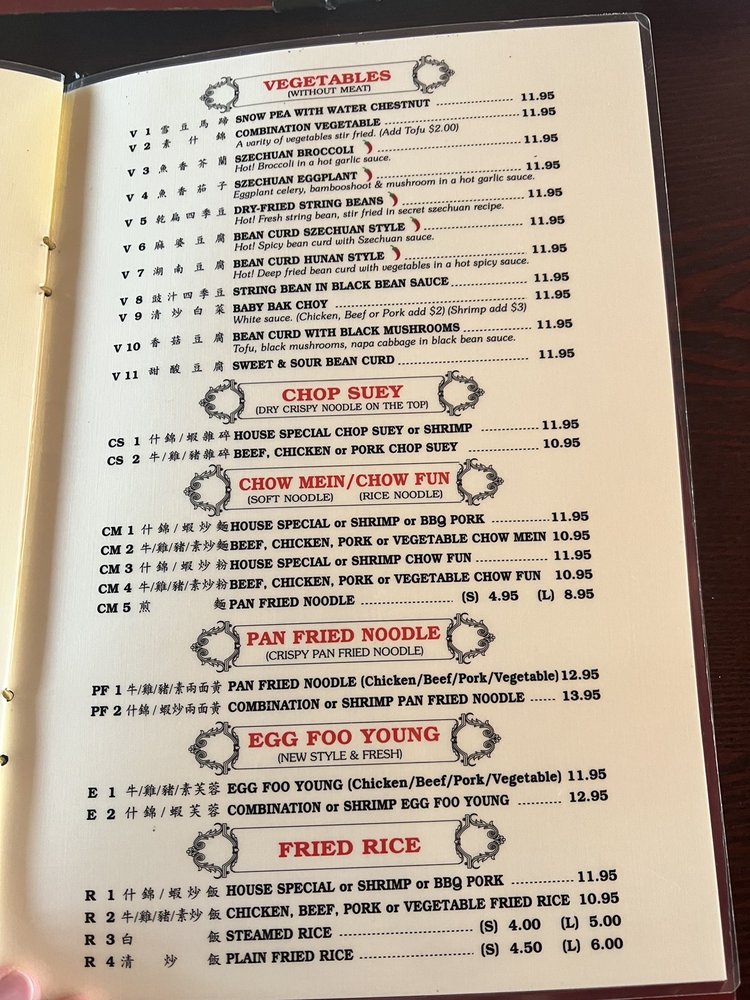 VEGETABLES
(WITHOUT MEAT)
V 1 雪豆馬蹄 SNOW PEA WITH WATER CHESTNUT 11.95
V 2 素什錦 COMBINATION VEGETABLE 11.95
A varity of vegetables stir fried. (Add Tofu $2.00)
V 3 魚香芥蘭 SZECHUAN BROCCOLI 11.95
Hot! Broccoli in a hot garlic sauce.
V 4 魚香茄子 SZECHUAN EGGPLANT 11.95
Eggplant celery, bambooshoot & mushroom in a hot garlic sauce.
V 5 乾扁四季豆 DRY-FRIED STRING BEANS 11.95
Hot! Fresh string bean, stir fried in secret szechuan recipe.
V 6 麻婆豆腐 BEAN CURD SZECHUAN STYLE 11.95
Hot! Spicy bean curd with Szechuan sauce.
V 7 湖南豆腐 BEAN CURD HUNAN STYLE 11.95
Hot! Deep fried bean curd with vegetables in a hot spicy sauce.
V 8 豉汁四季豆 STRING BEAN IN BLACK BEAN SAUCE 11.95
V 9 清炒白菜 BABY BAK CHOY 11.95
White sauce. (Chicken, Beef or Pork add $2) (Shrimp add $3)
V 10 香菇豆腐 BEAN CURD WITH BLACK MUSHROOMS 11.95
Tofu, black mushrooms, napa cabbage in black bean sauce.
V 11 甜酸豆腐 SWEET & SOUR BEAN CURD 11.95
CHOP SUEY
(DRY CRISPY NOODLE ON THE TOP)
CS 1 什錦/蝦雜碎 HOUSE SPECIAL CHOP SUEY or SHRIMP 11.95
CS 2 牛/雞/豬雜碎 BEEF, CHICKEN or PORK CHOP SUEY 10.95
CHOW MEIN/CHOW FUN
(SOFT NOODLE) (RICE NOODLE)
CM 1 什錦/蝦炒麵 HOUSE SPECIAL or SHRIMP or BBQ PORK 11.95
CM 2 牛/雞/豬/素炒麵 BEEF, CHICKEN, PORK or VEGETABLE CHOW MEIN 10.95
CM 3 什錦/蝦炒粉 HOUSE SPECIAL or SHRIMP CHOW FUN 11.95
CM 4 牛/雞/豬/素炒粉 BEEF, CHICKEN, PORK or VEGETABLE CHOW FUN 10.95
CM 5 煎麵 PAN FRIED NOODLE (S) 4.95 (L) 8.95
PAN FRIED NOODLE
(CRISPY PAN FRIED NOODLE)
PF 1 牛/雞/豬/素兩面黃 PAN FRIED NOODLE (Chicken/Beef/Pork/Vegetable) 12.95
PF 2 什錦/蝦炒兩面黃 COMBINATION or SHRIMP PAN FRIED NOODLE 13.95
EGG FOO YOUNG
(NEW STYLE & FRESH)
E 1 牛/雞/豬/素芙蓉 EGG FOO YOUNG (Chicken/Beef/Pork/Vegetable) 11.95
E 2 什錦/蝦芙蓉 COMBINATION or SHRIMP EGG FOO YOUNG 12.95
FRIED RICE
R 1 什錦/蝦炒飯 HOUSE SPECIAL or SHRIMP or BBQ PORK 11.95
R 2 牛/雞/豬/素炒飯 CHICKEN, BEEF, PORK or VEGETABLE FRIED RICE 10.95
R 3 白飯 STEAMED RICE (S) 4.00 (L) 5.00
R 4 清炒飯 PLAIN FRIED RICE (S) 4.50 (L) 6.00